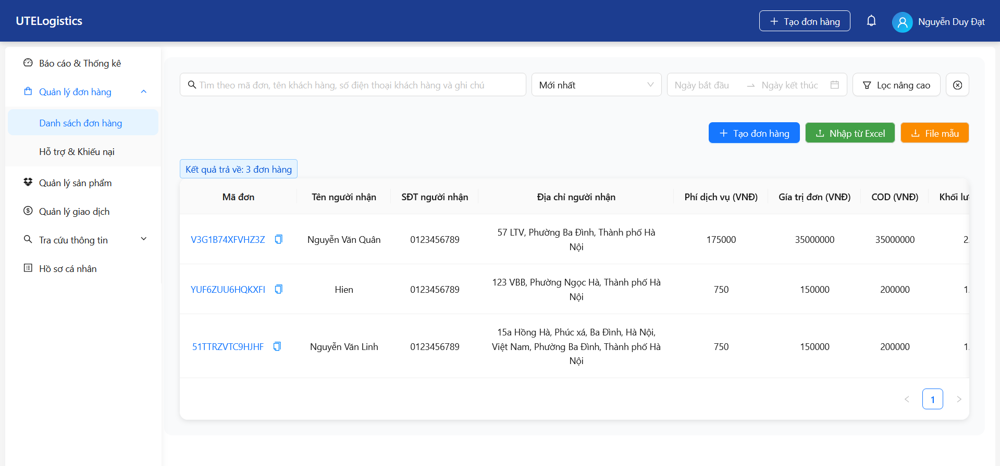 UTELogistics
Tạo đơn hàng
Nguyễn Duy Đạt
Báo cáo & Thống kê
Quản lý đơn hàng
Danh sách đơn hàng
Hỗ trợ & Khiếu nại
Quản lý sản phẩm
Quản lý giao dịch
Tra cứu thông tin
Hồ sơ cá nhân
Tìm theo mã đơn, tên khách hàng, số điện thoại khách hàng và ghi chú
Mới nhất
Ngày bắt đầu
Ngày kết thúc
Lọc nâng cao
Tạo đơn hàng
Nhập từ Excel
File mẫu
Kết quả trả về: 3 đơn hàng
Mã đơn Tên người nhận SĐT người nhận Địa chỉ người nhận Phí dịch vụ (VNĐ) Gía trị đơn (VNĐ) COD (VNĐ) Khối lư
V3G1B74XFVHZ3Z Nguyễn Văn Quân 0123456789 57 LTV, Phường Ba Đình, Thành phố Hà 175000 35000000 35000000 2.
Nội
YUF6ZUU6HQKXFI Hien 0123456789 123 VBB, Phường Ngọc Hà, Thành phố Hà 750 150000 200000 1.
Nội
15a Hồng Hà, Phúc xá, Ba Đình, Hà Nội,
51TTRZVTC9HJHF Nguyễn Văn Linh 0123456789 Việt Nam, Phường Ba Đình, Thành phố Hà 750 150000 200000 1.
Nội
1